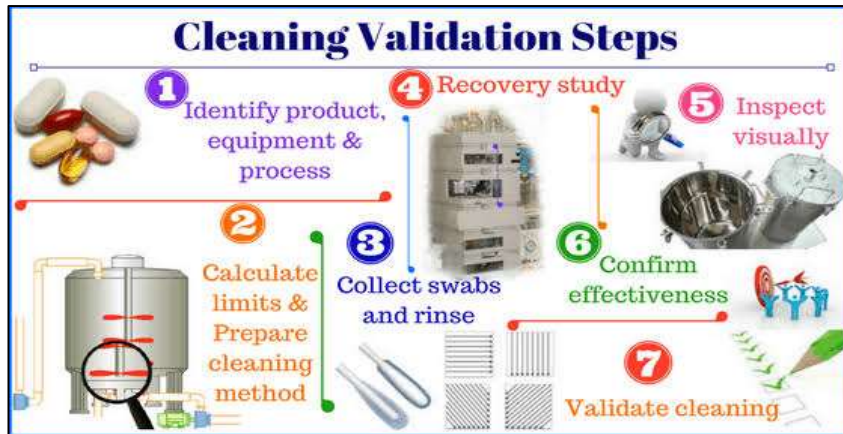 Cleaning Validation Steps
1
Identify product,
equipment &
process
2
Calculate
limits &
Prepare
cleaning
method
3
Collect swabs
and rinse
4
Recovery study
5
Inspect
visually
6
Confirm
effectiveness
7
Validate cleaning